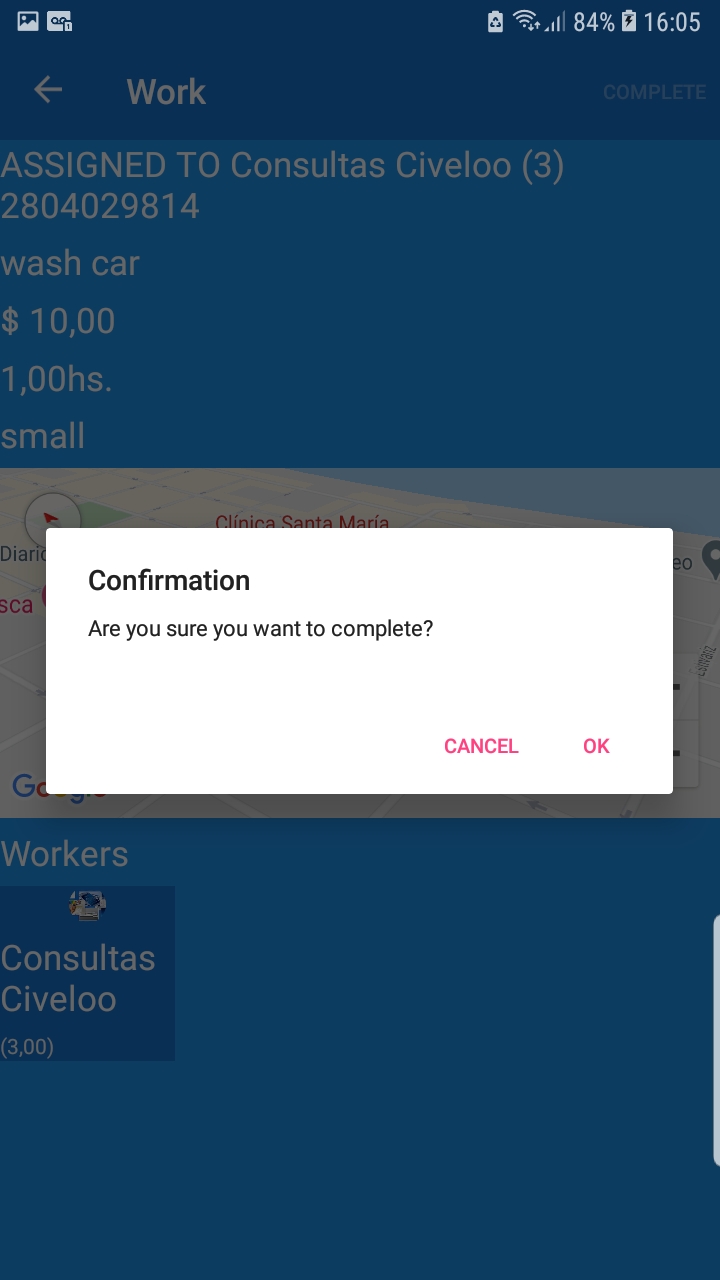 84% 16:05
Work COMPLETE
ASSIGNED TO Consultas Civeloo (3)
2804029814
wash car
$ 10,00
1,00hs.
small
Clínica Santa María
Diario
eo
sca
Confirmation
Are you sure you want to complete?
CANCEL OK
Google
Workers
Consultas
Civeloo
(3,00)